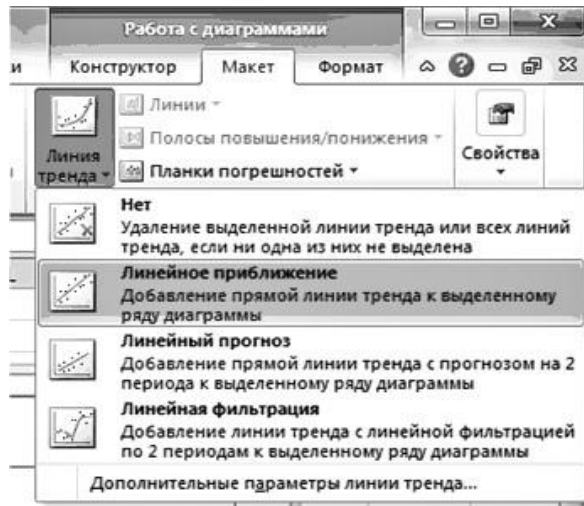 Работа с диаграммами
и Конструктор Макет Формат
Линия тренда
Линии
Полосы повышения/понижения
Планки погрешностей
Свойства
Нет
Удаление выделенной линии тренда или всех линий
тренда, если ни одна из них не выделена
Линейное приближение
Добавление прямой линии тренда к выделенному
ряду диаграммы
Линейный прогноз
Добавление прямой линии тренда с прогнозом на 2
периода к выделенному ряду диаграммы
Линейная фильтрация
Добавление линии тренда с линейной фильтрацией
по 2 периодам к выделенному ряду диаграммы
Дополнительные параметры линии тренда...